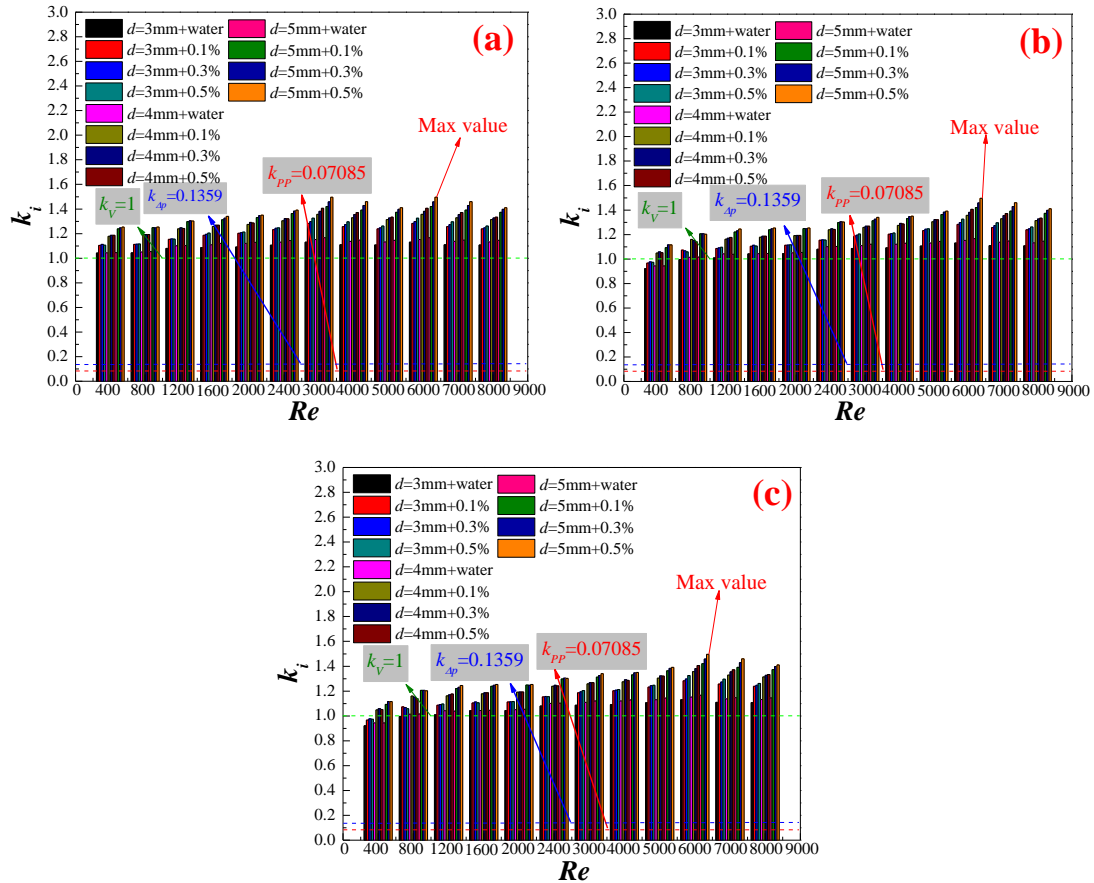 (a)
d=3mm+water
d=3mm+0.1%
d=3mm+0.3%
d=3mm+0.5%
d=4mm+water
d=4mm+0.1%
d=4mm+0.3%
d=4mm+0.5%
d=5mm+water
d=5mm+0.1%
d=5mm+0.3%
d=5mm+0.5%
Max value
k_V=1
k_Δp=0.1359
k_PP=0.07085
k_i
3.0
2.8
2.6
2.4
2.2
2.0
1.8
1.6
1.4
1.2
1.0
0.8
0.6
0.4
0.2
0.0
0 400 800 1200 1600 2000 2400 3000 4000 5000 6000 7000 8000 9000
Re
(b)
d=3mm+water
d=3mm+0.1%
d=3mm+0.3%
d=3mm+0.5%
d=4mm+water
d=4mm+0.1%
d=4mm+0.3%
d=4mm+0.5%
d=5mm+water
d=5mm+0.1%
d=5mm+0.3%
d=5mm+0.5%
Max value
k_V=1
k_Δp=0.1359
k_PP=0.07085
k_i
3.0
2.8
2.6
2.4
2.2
2.0
1.8
1.6
1.4
1.2
1.0
0.8
0.6
0.4
0.2
0.0
0 400 800 1200 1600 2000 2400 3000 4000 5000 6000 7000 8000 9000
Re
(c)
d=3mm+water
d=3mm+0.1%
d=3mm+0.3%
d=3mm+0.5%
d=4mm+water
d=4mm+0.1%
d=4mm+0.3%
d=4mm+0.5%
d=5mm+water
d=5mm+0.1%
d=5mm+0.3%
d=5mm+0.5%
Max value
k_V=1
k_Δp=0.1359
k_PP=0.07085
k_i
3.0
2.8
2.6
2.4
2.2
2.0
1.8
1.6
1.4
1.2
1.0
0.8
0.6
0.4
0.2
0.0
0 400 800 1200 1600 2000 2400 3000 4000 5000 6000 7000 8000 9000
Re